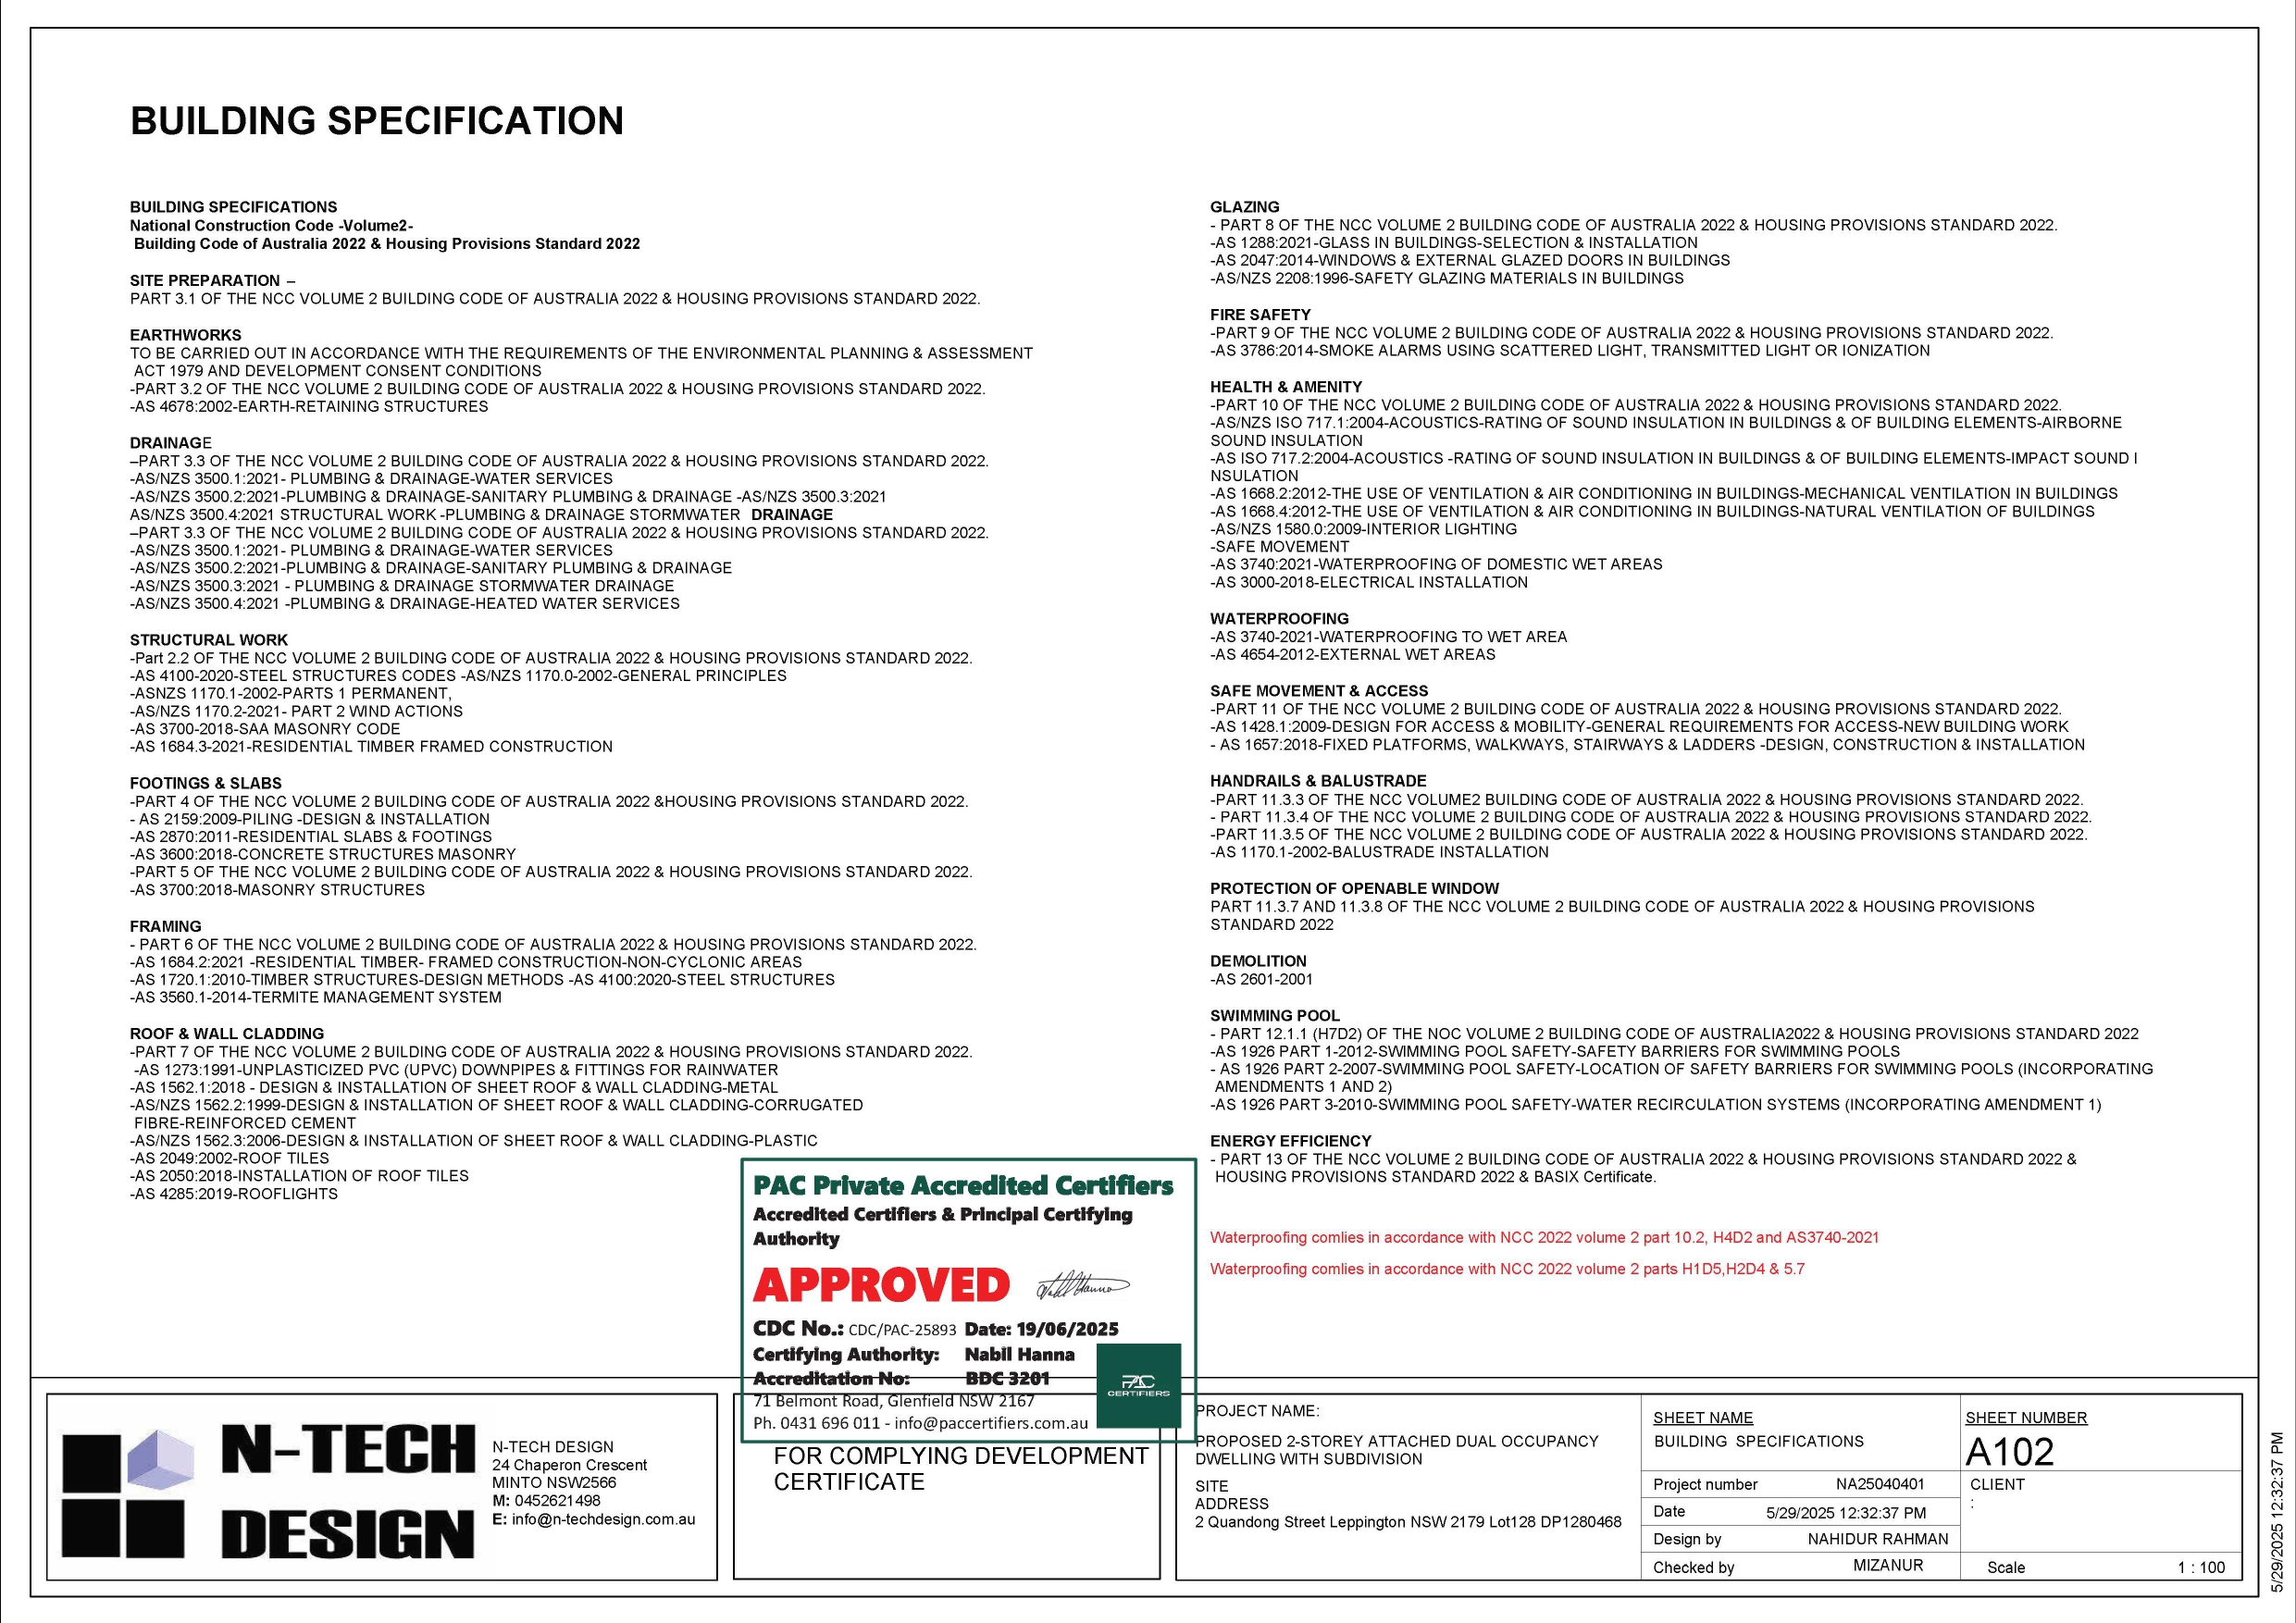 BUILDING SPECIFICATION
BUILDING SPECIFICATIONS
National Construction Code -Volume2-
Building Code of Australia 2022 & Housing Provisions Standard 2022
SITE PREPARATION –
PART 3.1 OF THE NCC VOLUME 2 BUILDING CODE OF AUSTRALIA 2022 & HOUSING PROVISIONS STANDARD 2022.
EARTHWORKS
TO BE CARRIED OUT IN ACCORDANCE WITH THE REQUIREMENTS OF THE ENVIRONMENTAL PLANNING & ASSESSMENT
ACT 1979 AND DEVELOPMENT CONSENT CONDITIONS
-PART 3.2 OF THE NCC VOLUME 2 BUILDING CODE OF AUSTRALIA 2022 & HOUSING PROVISIONS STANDARD 2022.
-AS 4678:2002-EARTH-RETAINING STRUCTURES
DRAINAGE
–PART 3.3 OF THE NCC VOLUME 2 BUILDING CODE OF AUSTRALIA 2022 & HOUSING PROVISIONS STANDARD 2022.
-AS/NZS 3500.1:2021- PLUMBING & DRAINAGE-WATER SERVICES
-AS/NZS 3500.2:2021-PLUMBING & DRAINAGE-SANITARY PLUMBING & DRAINAGE -AS/NZS 3500.3:2021
AS/NZS 3500.4:2021 STRUCTURAL WORK -PLUMBING & DRAINAGE STORMWATER DRAINAGE
–PART 3.3 OF THE NCC VOLUME 2 BUILDING CODE OF AUSTRALIA 2022 & HOUSING PROVISIONS STANDARD 2022.
-AS/NZS 3500.1:2021- PLUMBING & DRAINAGE-WATER SERVICES
-AS/NZS 3500.2:2021-PLUMBING & DRAINAGE-SANITARY PLUMBING & DRAINAGE
-AS/NZS 3500.3:2021 - PLUMBING & DRAINAGE STORMWATER DRAINAGE
-AS/NZS 3500.4:2021 -PLUMBING & DRAINAGE-HEATED WATER SERVICES
STRUCTURAL WORK
-Part 2.2 OF THE NCC VOLUME 2 BUILDING CODE OF AUSTRALIA 2022 & HOUSING PROVISIONS STANDARD 2022.
-AS 4100-2020-STEEL STRUCTURES CODES -AS/NZS 1170.0-2002-GENERAL PRINCIPLES
-ASNZS 1170.1-2002-PARTS 1 PERMANENT,
-AS/NZS 1170.2-2021- PART 2 WIND ACTIONS
-AS 3700-2018-SAA MASONRY CODE
-AS 1684.3-2021-RESIDENTIAL TIMBER FRAMED CONSTRUCTION
FOOTINGS & SLABS
-PART 4 OF THE NCC VOLUME 2 BUILDING CODE OF AUSTRALIA 2022 &HOUSING PROVISIONS STANDARD 2022.
- AS 2159:2009-PILING -DESIGN & INSTALLATION
-AS 2870:2011-RESIDENTIAL SLABS & FOOTINGS
-AS 3600:2018-CONCRETE STRUCTURES MASONRY
-PART 5 OF THE NCC VOLUME 2 BUILDING CODE OF AUSTRALIA 2022 & HOUSING PROVISIONS STANDARD 2022.
-AS 3700:2018-MASONRY STRUCTURES
FRAMING
- PART 6 OF THE NCC VOLUME 2 BUILDING CODE OF AUSTRALIA 2022 & HOUSING PROVISIONS STANDARD 2022.
-AS 1684.2:2021 -RESIDENTIAL TIMBER- FRAMED CONSTRUCTION-NON-CYCLONIC AREAS
-AS 1720.1:2010-TIMBER STRUCTURES-DESIGN METHODS -AS 4100:2020-STEEL STRUCTURES
-AS 3560.1-2014-TERMITE MANAGEMENT SYSTEM
ROOF & WALL CLADDING
-PART 7 OF THE NCC VOLUME 2 BUILDING CODE OF AUSTRALIA 2022 & HOUSING PROVISIONS STANDARD 2022.
-AS 1273:1991-UNPLASTICIZED PVC (UPVC) DOWNPIPES & FITTINGS FOR RAINWATER
-AS 1562.1:2018 - DESIGN & INSTALLATION OF SHEET ROOF & WALL CLADDING-METAL
-AS/NZS 1562.2:1999-DESIGN & INSTALLATION OF SHEET ROOF & WALL CLADDING-CORRUGATED
FIBRE-REINFORCED CEMENT
-AS/NZS 1562.3:2006-DESIGN & INSTALLATION OF SHEET ROOF & WALL CLADDING-PLASTIC
-AS 2049:2002-ROOF TILES
-AS 2050:2018-INSTALLATION OF ROOF TILES
-AS 4285:2019-ROOFLIGHTS
GLAZING
- PART 8 OF THE NCC VOLUME 2 BUILDING CODE OF AUSTRALIA 2022 & HOUSING PROVISIONS STANDARD 2022.
-AS 1288:2021-GLASS IN BUILDINGS-SELECTION & INSTALLATION
-AS 2047:2014-WINDOWS & EXTERNAL GLAZED DOORS IN BUILDINGS
-AS/NZS 2208:1996-SAFETY GLAZING MATERIALS IN BUILDINGS
FIRE SAFETY
-PART 9 OF THE NCC VOLUME 2 BUILDING CODE OF AUSTRALIA 2022 & HOUSING PROVISIONS STANDARD 2022.
-AS 3786:2014-SMOKE ALARMS USING SCATTERED LIGHT, TRANSMITTED LIGHT OR IONIZATION
HEALTH & AMENITY
-PART 10 OF THE NCC VOLUME 2 BUILDING CODE OF AUSTRALIA 2022 & HOUSING PROVISIONS STANDARD 2022.
-AS/NZS ISO 717.1:2004-ACOUSTICS-RATING OF SOUND INSULATION IN BUILDINGS & OF BUILDING ELEMENTS-AIRBORNE
SOUND INSULATION
-AS ISO 717.2:2004-ACOUSTICS -RATING OF SOUND INSULATION IN BUILDINGS & OF BUILDING ELEMENTS-IMPACT SOUND I
NSULATION
-AS 1668.2:2012-THE USE OF VENTILATION & AIR CONDITIONING IN BUILDINGS-MECHANICAL VENTILATION IN BUILDINGS
-AS 1668.4:2012-THE USE OF VENTILATION & AIR CONDITIONING IN BUILDINGS-NATURAL VENTILATION OF BUILDINGS
-AS/NZS 1580.0:2009-INTERIOR LIGHTING
-SAFE MOVEMENT
-AS 3740:2021-WATERPROOFING OF DOMESTIC WET AREAS
-AS 3000-2018-ELECTRICAL INSTALLATION
WATERPROOFING
-AS 3740-2021-WATERPROOFING TO WET AREA
-AS 4654-2012-EXTERNAL WET AREAS
SAFE MOVEMENT & ACCESS
-PART 11 OF THE NCC VOLUME 2 BUILDING CODE OF AUSTRALIA 2022 & HOUSING PROVISIONS STANDARD 2022.
-AS 1428.1:2009-DESIGN FOR ACCESS & MOBILITY-GENERAL REQUIREMENTS FOR ACCESS-NEW BUILDING WORK
- AS 1657:2018-FIXED PLATFORMS, WALKWAYS, STAIRWAYS & LADDERS -DESIGN, CONSTRUCTION & INSTALLATION
HANDRAILS & BALUSTRADE
-PART 11.3.3 OF THE NCC VOLUME2 BUILDING CODE OF AUSTRALIA 2022 & HOUSING PROVISIONS STANDARD 2022.
- PART 11.3.4 OF THE NCC VOLUME 2 BUILDING CODE OF AUSTRALIA 2022 & HOUSING PROVISIONS STANDARD 2022.
-PART 11.3.5 OF THE NCC VOLUME 2 BUILDING CODE OF AUSTRALIA 2022 & HOUSING PROVISIONS STANDARD 2022.
-AS 1170.1-2002-BALUSTRADE INSTALLATION
PROTECTION OF OPENABLE WINDOW
PART 11.3.7 AND 11.3.8 OF THE NCC VOLUME 2 BUILDING CODE OF AUSTRALIA 2022 & HOUSING PROVISIONS
STANDARD 2022
DEMOLITION
-AS 2601-2001
SWIMMING POOL
- PART 12.1.1 (H7D2) OF THE NOC VOLUME 2 BUILDING CODE OF AUSTRALIA2022 & HOUSING PROVISIONS STANDARD 2022
-AS 1926 PART 1-2012-SWIMMING POOL SAFETY-SAFETY BARRIERS FOR SWIMMING POOLS
- AS 1926 PART 2-2007-SWIMMING POOL SAFETY-LOCATION OF SAFETY BARRIERS FOR SWIMMING POOLS (INCORPORATING
AMENDMENTS 1 AND 2)
-AS 1926 PART 3-2010-SWIMMING POOL SAFETY-WATER RECIRCULATION SYSTEMS (INCORPORATING AMENDMENT 1)
ENERGY EFFICIENCY
- PART 13 OF THE NCC VOLUME 2 BUILDING CODE OF AUSTRALIA 2022 & HOUSING PROVISIONS STANDARD 2022 &
HOUSING PROVISIONS STANDARD 2022 & BASIX Certificate.
Waterproofing comlies in accordance with NCC 2022 volume 2 part 10.2, H4D2 and AS3740-2021
Waterproofing comlies in accordance with NCC 2022 volume 2 parts H1D5,H2D4 & 5.7
PAC Private Accredited Certifiers
Accredited Certifiers & Principal Certifying
Authority
APPROVED
CDC No.: CDC/PAC-25893 Date: 19/06/2025
Certifying Authority: Nabil Hanna
Accreditation No: BDC 3201
71 Belmont Road, Glenfield NSW 2167
Ph. 0431 696 011 - info@paccertifiers.com.au
PAC
CERTIFIERS
N-TECH
DESIGN
N-TECH DESIGN
24 Chaperon Crescent
MINTO NSW2566
M: 0452621498
E: info@n-techdesign.com.au
FOR COMPLYING DEVELOPMENT
CERTIFICATE
PROJECT NAME:
PROPOSED 2-STOREY ATTACHED DUAL OCCUPANCY
DWELLING WITH SUBDIVISION
SITE
ADDRESS
2 Quandong Street Leppington NSW 2179 Lot128 DP1280468
SHEET NAME
BUILDING SPECIFICATIONS
Project number NA25040401
Date 5/29/2025 12:32:37 PM
Design by NAHIDUR RAHMAN
Checked by MIZANUR
SHEET NUMBER
A102
CLIENT
:
Scale 1 : 100
5/29/2025 12:32:37 PM